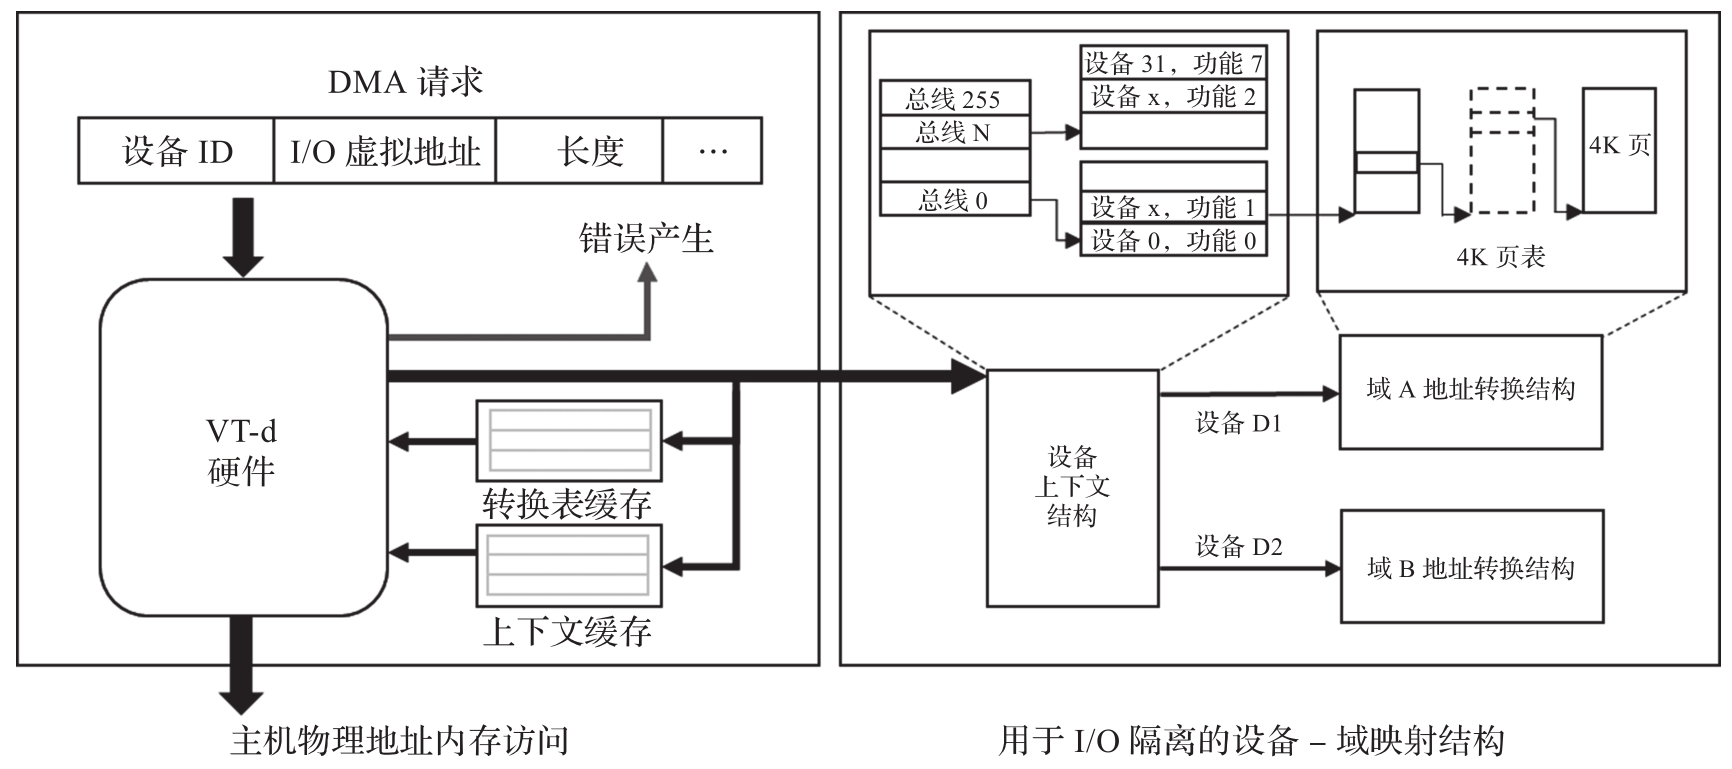 DMA 请求
设备 ID
I/O 虚拟地址
长度
…
错误产生
VT-d
硬件
转换表缓存
上下文缓存
主机物理地址内存访问
总线 255
总线 N
总线 0
设备 31，功能 7
设备 x，功能 2
设备 x，功能 1
设备 0，功能 0
4K 页
4K 页表
设备
上下文
结构
设备 D1
设备 D2
域 A 地址转换结构
域 B 地址转换结构
用于 I/O 隔离的设备 – 域映射结构